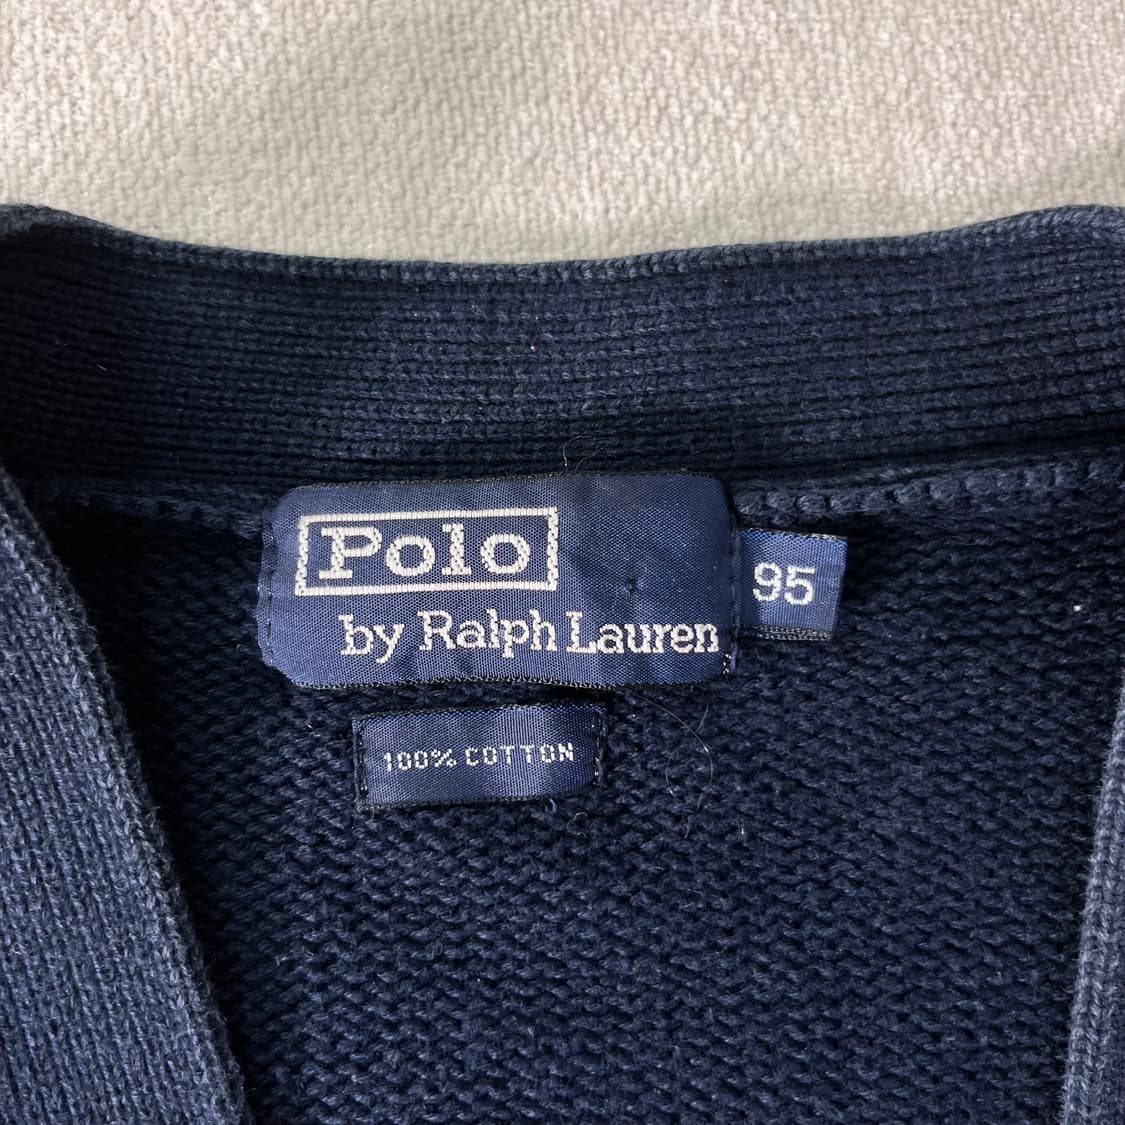 Polo
by Ralph Lauren
95
100% COTTON